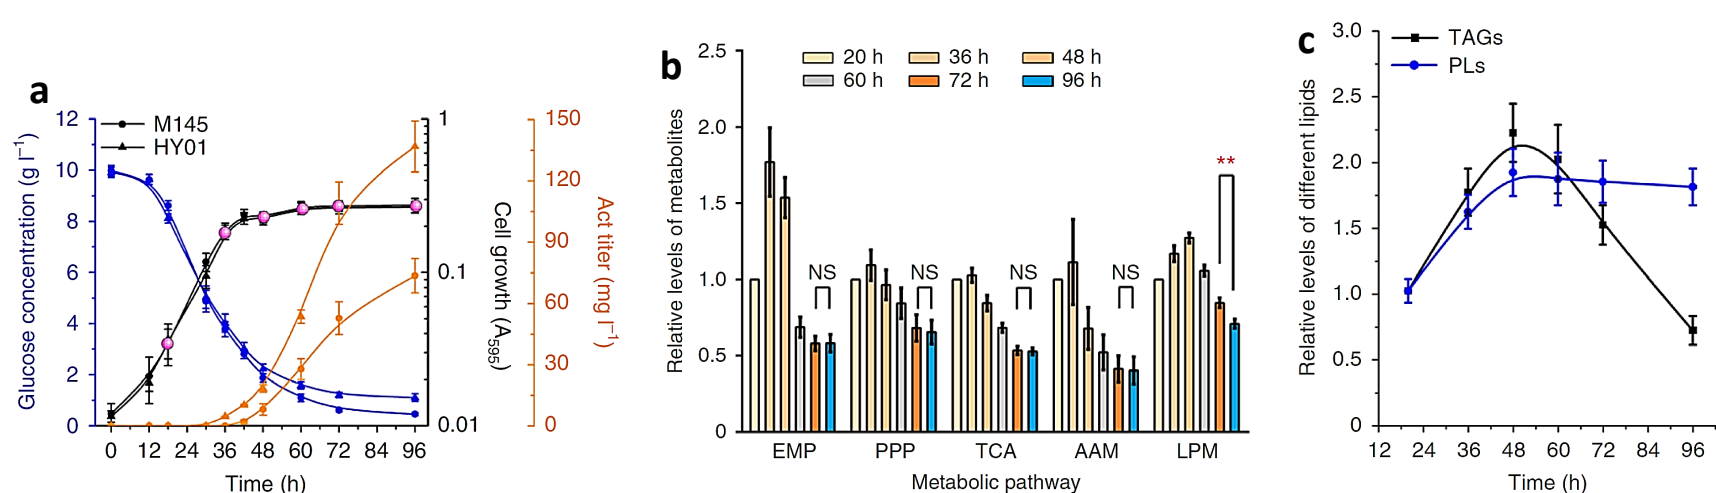 a
M145
HY01
Glucose concentration (g l⁻¹)
12
10
8
6
4
2
0
0 12 24 36 48 60 72 84 96
Time (h)
1
0.1
0.01
Cell growth (A₅₉₅)
150
120
90
60
30
0
Act titer (mg l⁻¹)
b
20 h 36 h 48 h
60 h 72 h 96 h
Relative levels of metabolites
2.5
2.0
1.5
1.0
0.5
0
NS NS NS NS **
EMP PPP TCA AAM LPM
Metabolic pathway
c
TAGs
PLs
Relative levels of different lipids
3.0
2.5
2.0
1.5
1.0
0.5
0
12 24 36 48 60 72 84 96
Time (h)